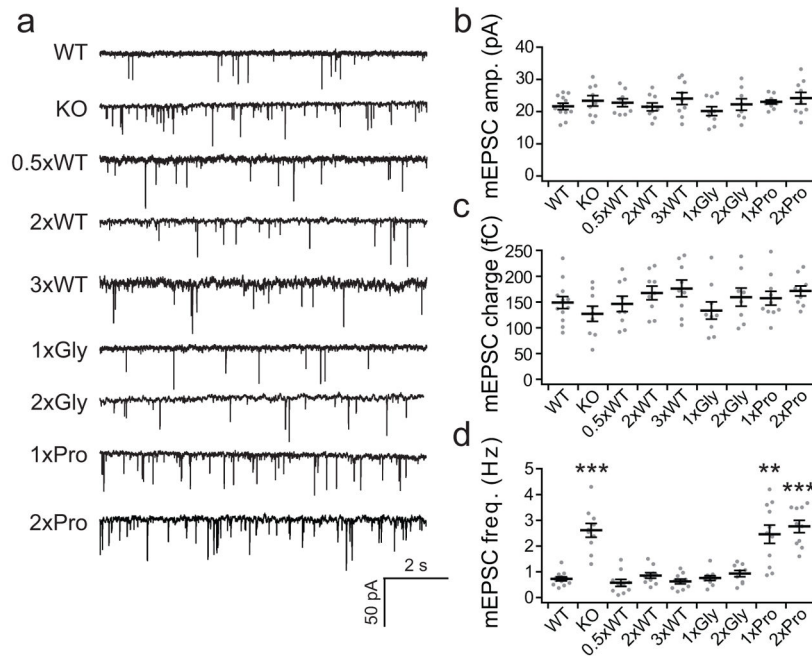 a
WT
KO
0.5xWT
2xWT
3xWT
1xGly
2xGly
1xPro
2xPro
2 s
50 pA
b
mEPSC amp. (pA)
40
30
20
10
0
WT KO 0.5xWT 2xWT 3xWT 1xGly 2xGly 1xPro 2xPro
c
mEPSC charge (fC)
250
200
150
100
50
0
WT KO 0.5xWT 2xWT 3xWT 1xGly 2xGly 1xPro 2xPro
d
mEPSC freq. (Hz)
5
4
3
2
1
0
*** ** ***
WT KO 0.5xWT 2xWT 3xWT 1xGly 2xGly 1xPro 2xPro